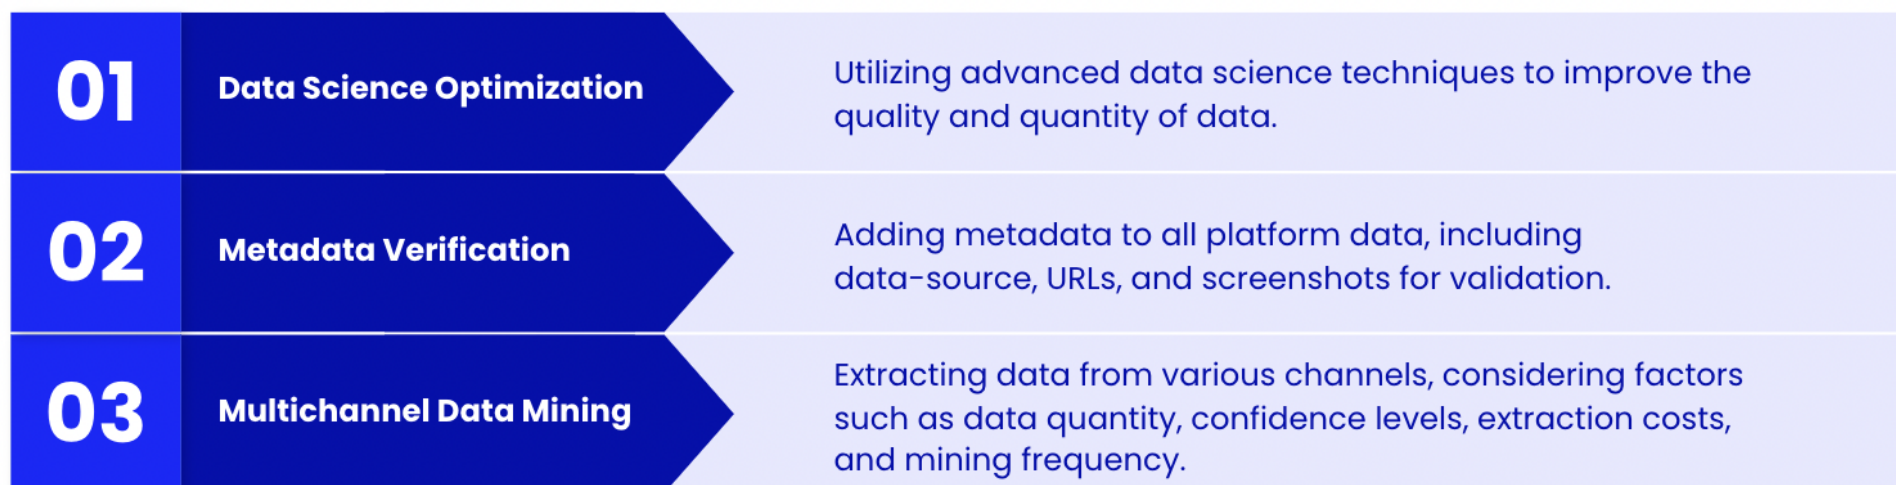 01
Data Science Optimization
Utilizing advanced data science techniques to improve the
quality and quantity of data.
02
Metadata Verification
Adding metadata to all platform data, including
data-source, URLs, and screenshots for validation.
03
Multichannel Data Mining
Extracting data from various channels, considering factors
such as data quantity, confidence levels, extraction costs,
and mining frequency.